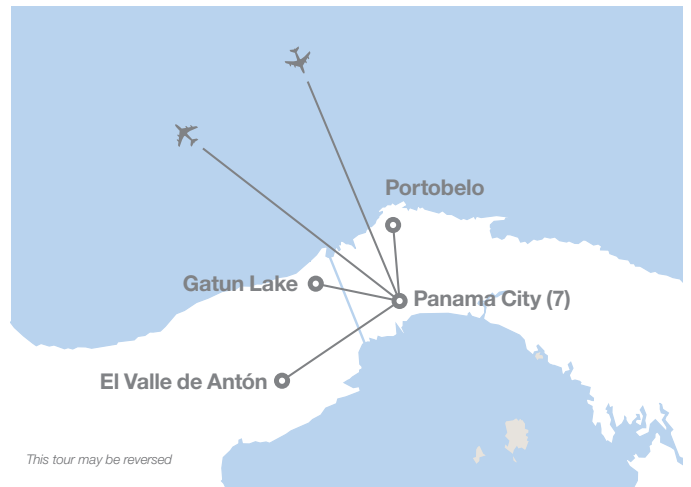 Portobelo
Gatun Lake
Panama City (7)
El Valle de Antón
This tour may be reversed